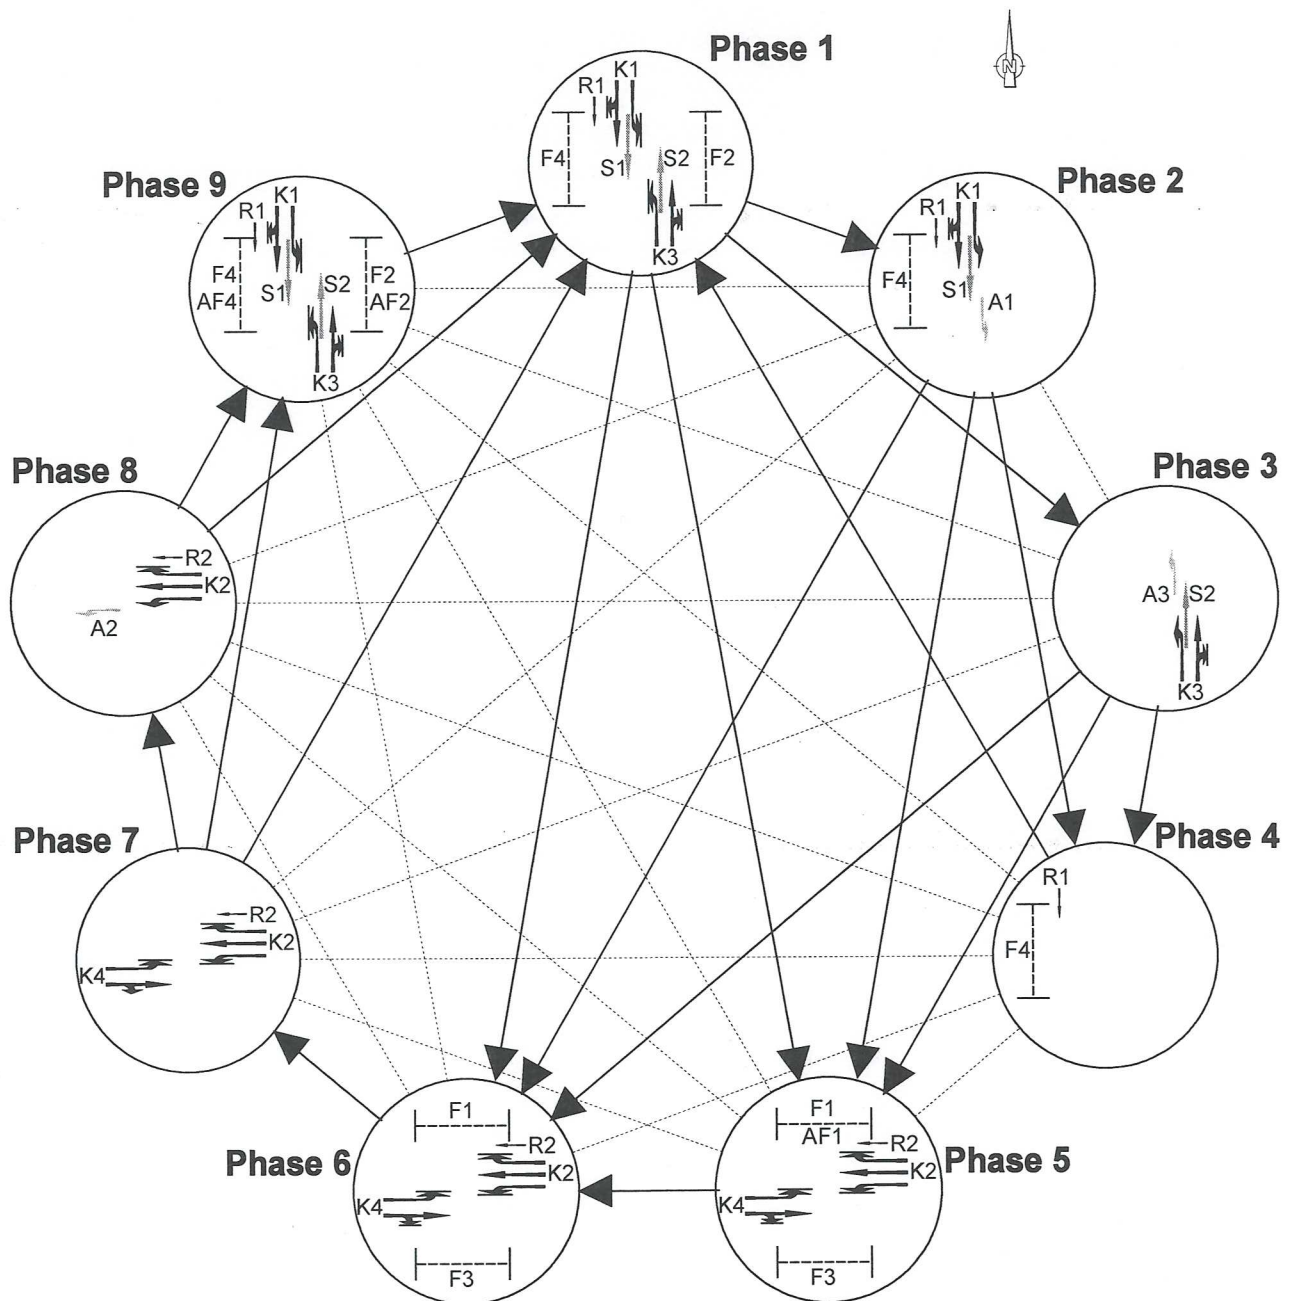 Phase 1
K1
R1
F4
S1
S2
F2
K3
N
Phase 2
K1
R1
F4
S1
A1
Phase 3
A3
S2
K3
Phase 4
R1
F4
Phase 5
F1
AF1
R2
K2
K4
F3
Phase 6
F1
R2
K2
K4
F3
Phase 7
R2
K2
K4
Phase 8
R2
K2
A2
Phase 9
K1
R1
F4
AF4
S1
S2
F2
AF2
K3